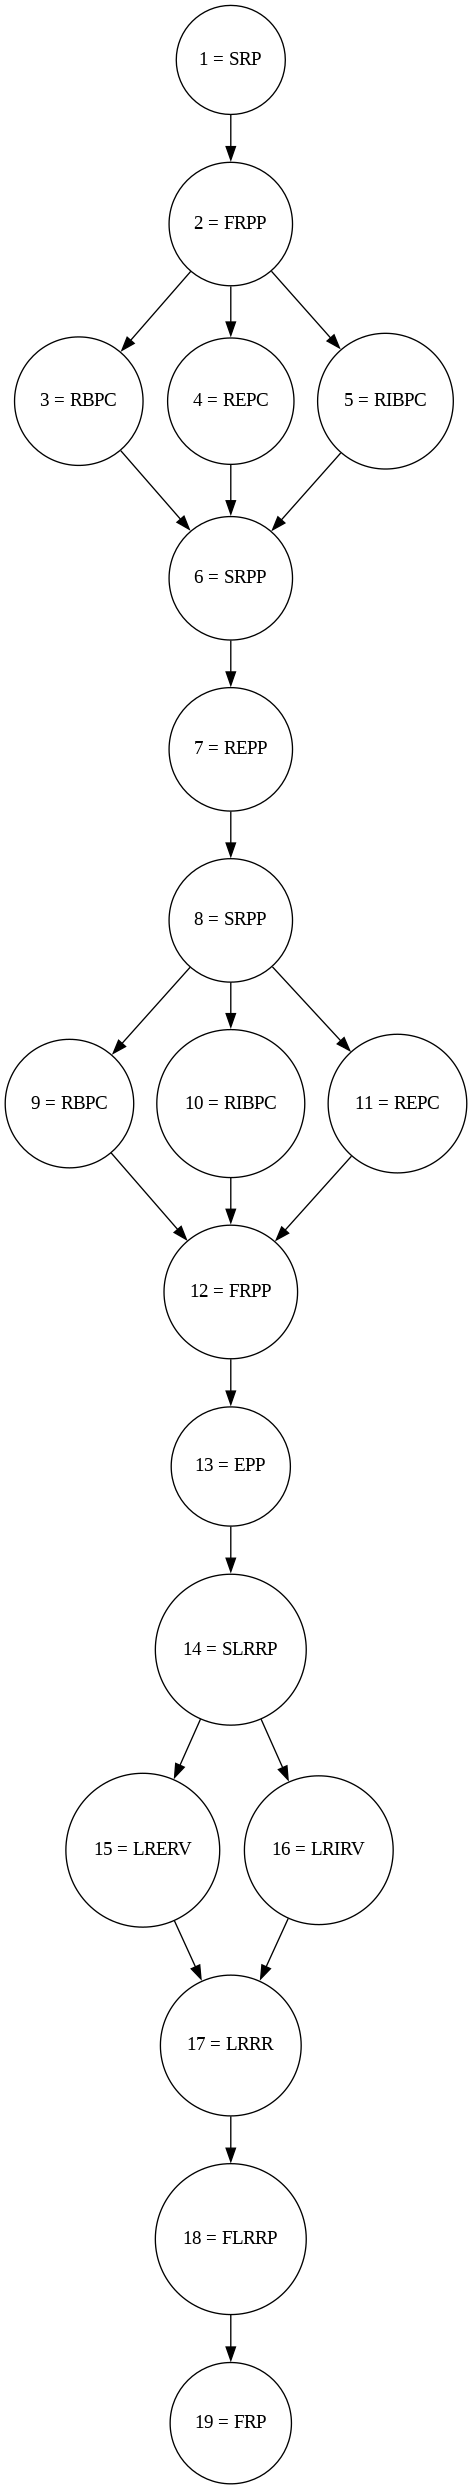 1 = SRP
2 = FRPP
3 = RBPC
4 = REPC
5 = RIBPC
6 = SRPP
7 = REPP
8 = SRPP
9 = RBPC
10 = RIBPC
11 = REPC
12 = FRPP
13 = EPP
14 = SLRRP
15 = LRERV
16 = LRIRV
17 = LRRR
18 = FLRRP
19 = FRP